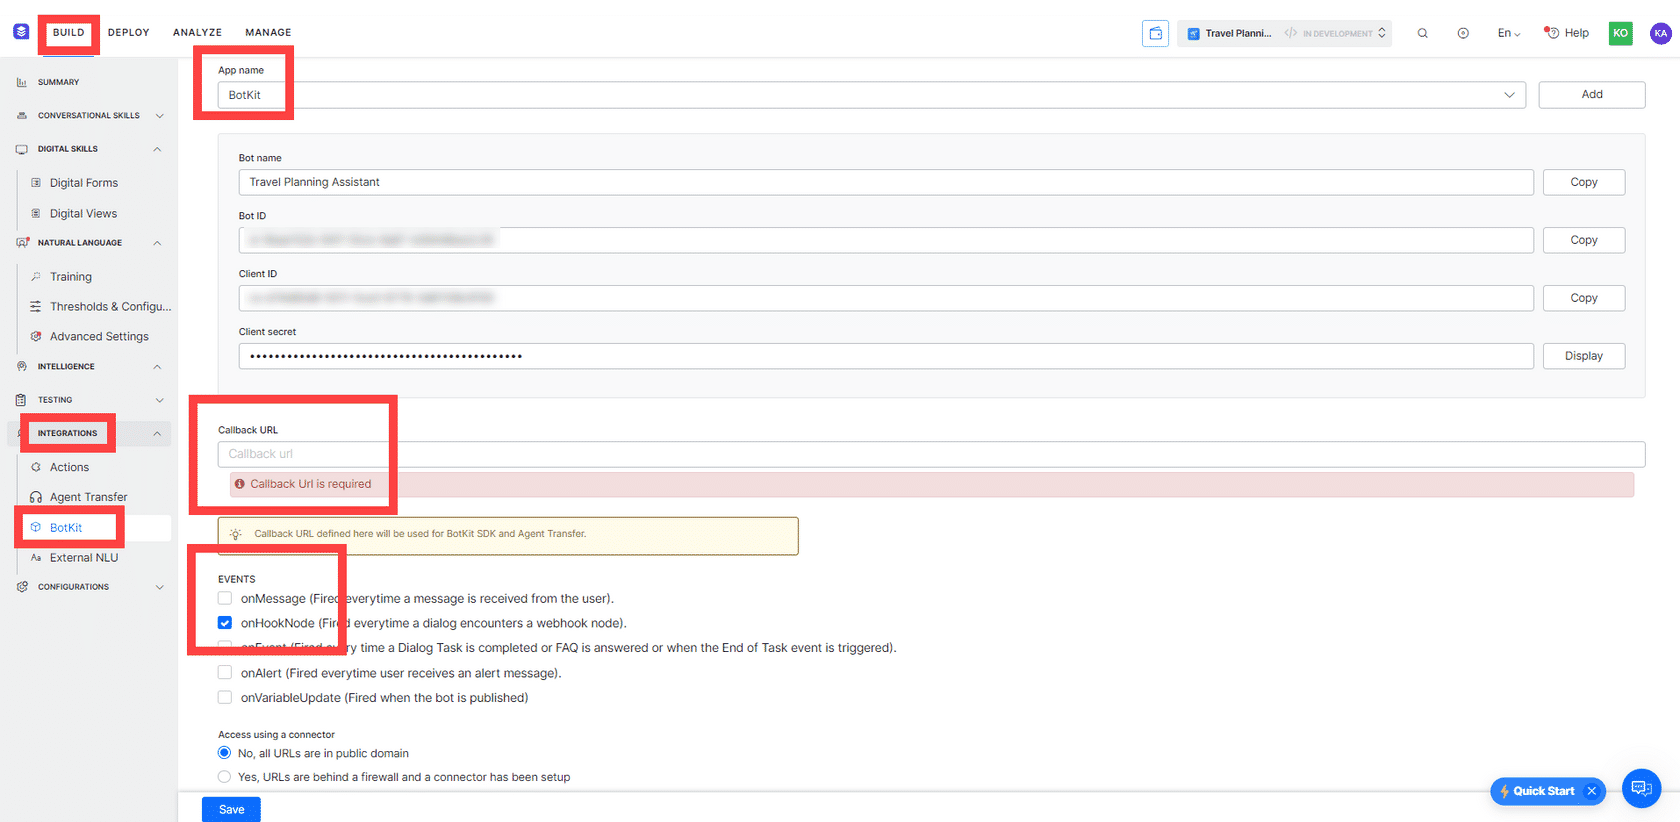 BUILD DEPLOY ANALYZE MANAGE Travel Planni... </> IN DEVELOPMENT En Help KO KA
SUMMARY
CONVERSATIONAL SKILLS
DIGITAL SKILLS
Digital Forms
Digital Views
NATURAL LANGUAGE
Training
Thresholds & Configu...
Advanced Settings
INTELLIGENCE
TESTING
INTEGRATIONS
Actions
Agent Transfer
BotKit
Aa External NLU
CONFIGURATIONS
App name
BotKit Add
Bot name
Travel Planning Assistant Copy
Bot ID
Copy
Client ID
Copy
Client secret
•••••••••••••••••••••••••••••••••••••••••••• Display
Callback URL
Callback url
Callback Url is required
Callback URL defined here will be used for BotKit SDK and Agent Transfer.
EVENTS
onMessage (Fired everytime a message is received from the user).
onHookNode (Fired everytime a dialog encounters a webhook node).
onEvent (Fired every time a Dialog Task is completed or FAQ is answered or when the End of Task event is triggered).
onAlert (Fired everytime user receives an alert message).
onVariableUpdate (Fired when the bot is published)
Access using a connector
No, all URLs are in public domain
Yes, URLs are behind a firewall and a connector has been setup
Quick Start
Save